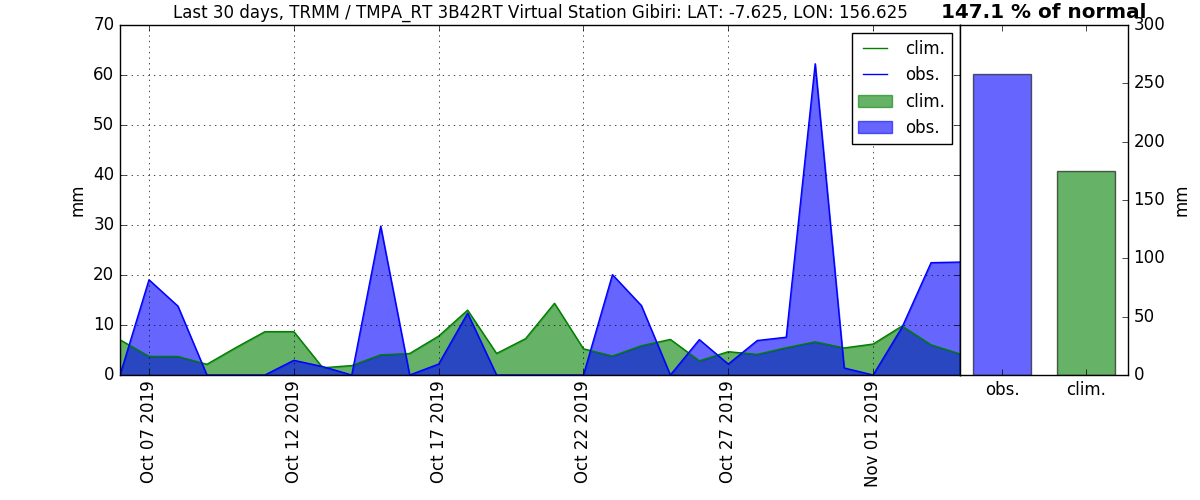 Last 30 days, TRMM / TMPA_RT 3B42RT Virtual Station Gibiri: LAT: -7.625, LON: 156.625
147.1 % of normal
70
60
50
40
30
20
10
0
mm
clim.
obs.
clim.
obs.
300
250
200
150
100
50
0
mm
obs.
clim.
Oct 07 2019
Oct 12 2019
Oct 17 2019
Oct 22 2019
Oct 27 2019
Nov 01 2019